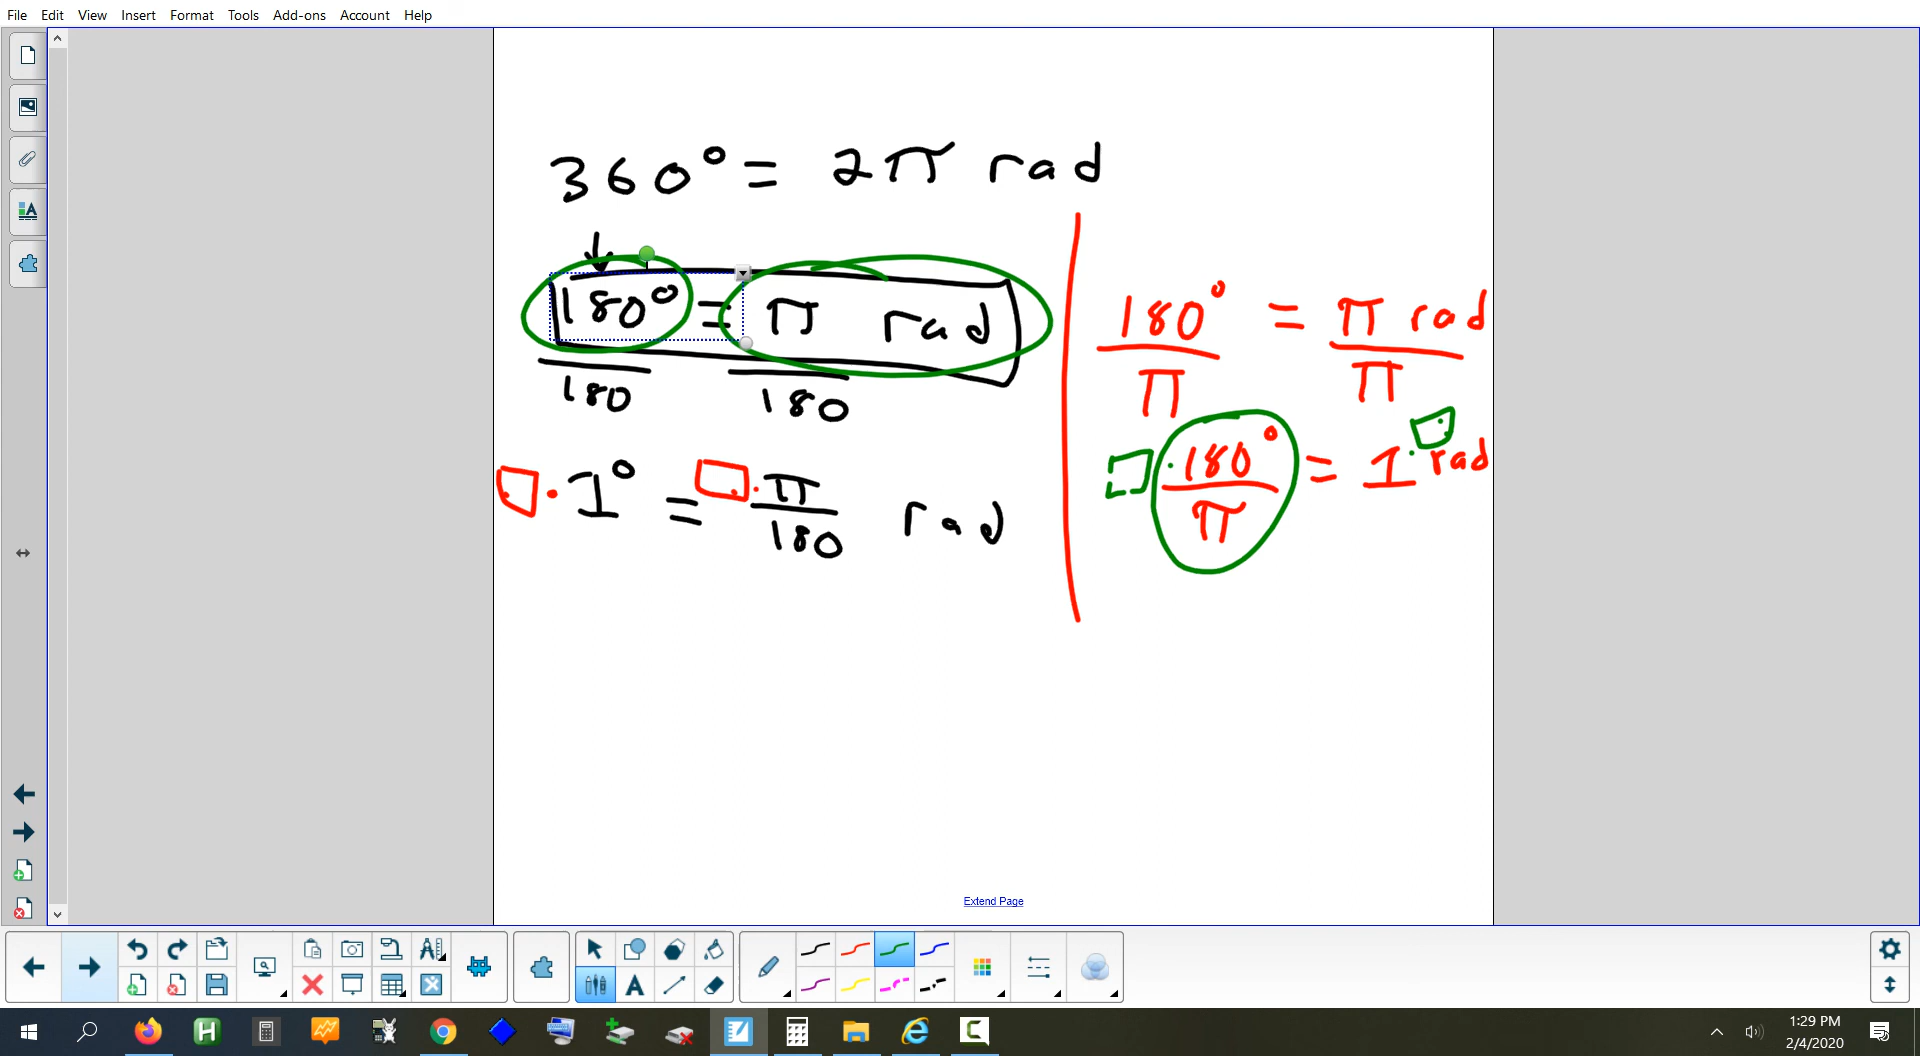 File Edit View Insert Format Tools Add-ons Account Help
360° = 2π rad
180° = π rad
180 180
1° = π/180 rad
180° = π rad
π π
180°/π = 1 rad
Extend Page
1:29 PM
2/4/2020